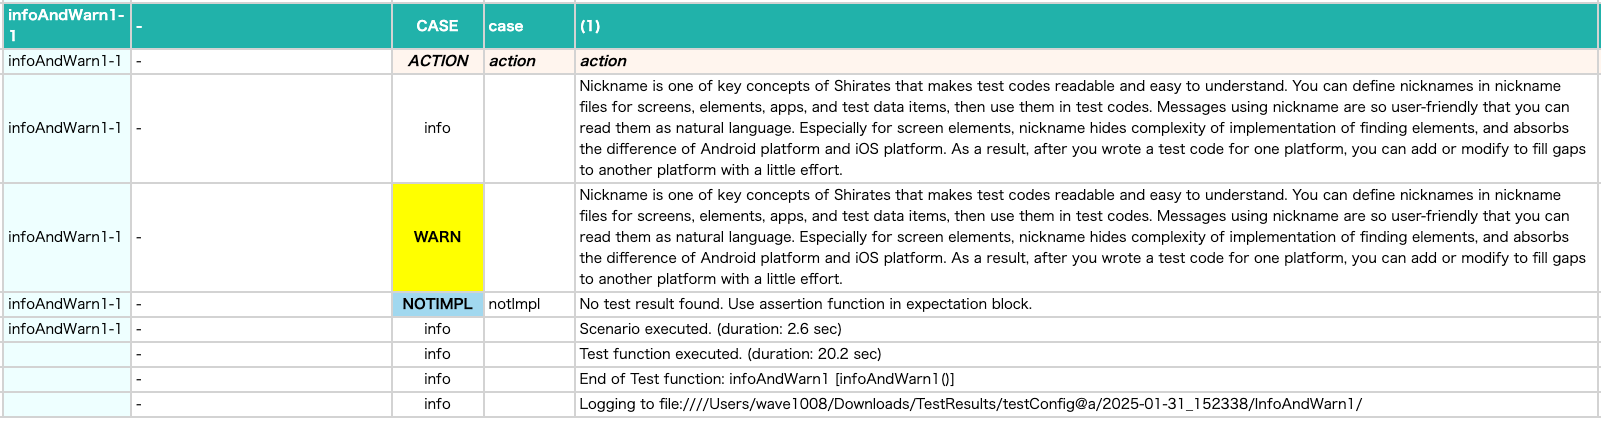 infoAndWarn1-1 - CASE case (1)
infoAndWarn1-1 - ACTION action action
infoAndWarn1-1 - info Nickname is one of key concepts of Shirates that makes test codes readable and easy to understand. You can define nicknames in nickname
files for screens, elements, apps, and test data items, then use them in test codes. Messages using nickname are so user-friendly that you can
read them as natural language. Especially for screen elements, nickname hides complexity of implementation of finding elements, and absorbs
the difference of Android platform and iOS platform. As a result, after you wrote a test code for one platform, you can add or modify to fill gaps
to another platform with a little effort.
infoAndWarn1-1 - WARN Nickname is one of key concepts of Shirates that makes test codes readable and easy to understand. You can define nicknames in nickname
files for screens, elements, apps, and test data items, then use them in test codes. Messages using nickname are so user-friendly that you can
read them as natural language. Especially for screen elements, nickname hides complexity of implementation of finding elements, and absorbs
the difference of Android platform and iOS platform. As a result, after you wrote a test code for one platform, you can add or modify to fill gaps
to another platform with a little effort.
infoAndWarn1-1 - NOTIMPL notImpl No test result found. Use assertion function in expectation block.
infoAndWarn1-1 - info Scenario executed. (duration: 2.6 sec)
- info Test function executed. (duration: 20.2 sec)
- info End of Test function: infoAndWarn1 [infoAndWarn1()]
- info Logging to file:////Users/wave1008/Downloads/TestResults/testConfig@a/2025-01-31_152338/InfoAndWarn1/